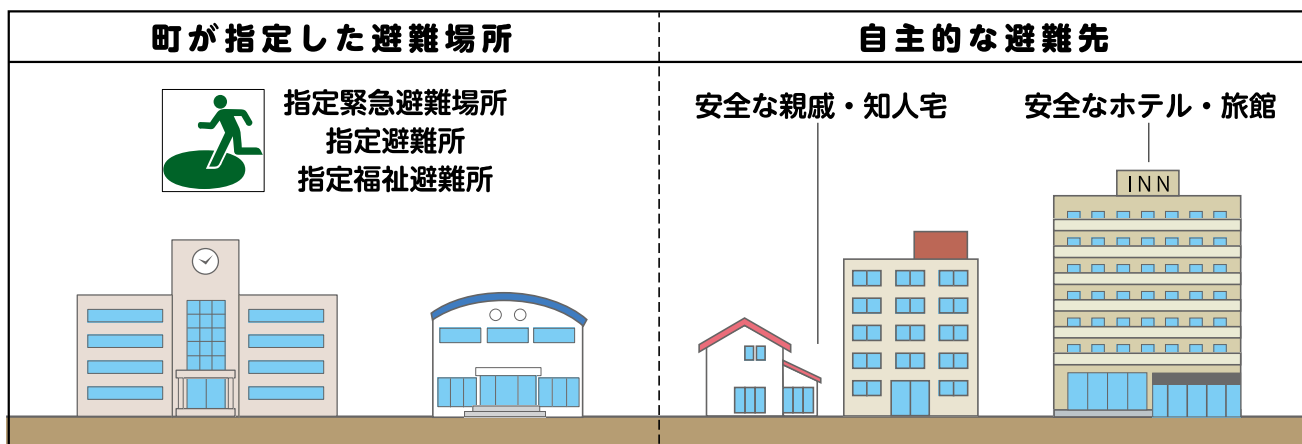 町が指定した避難場所
自主的な避難先
指定緊急避難場所
指定避難所
指定福祉避難所
安全な親戚・知人宅
安全なホテル・旅館
INN